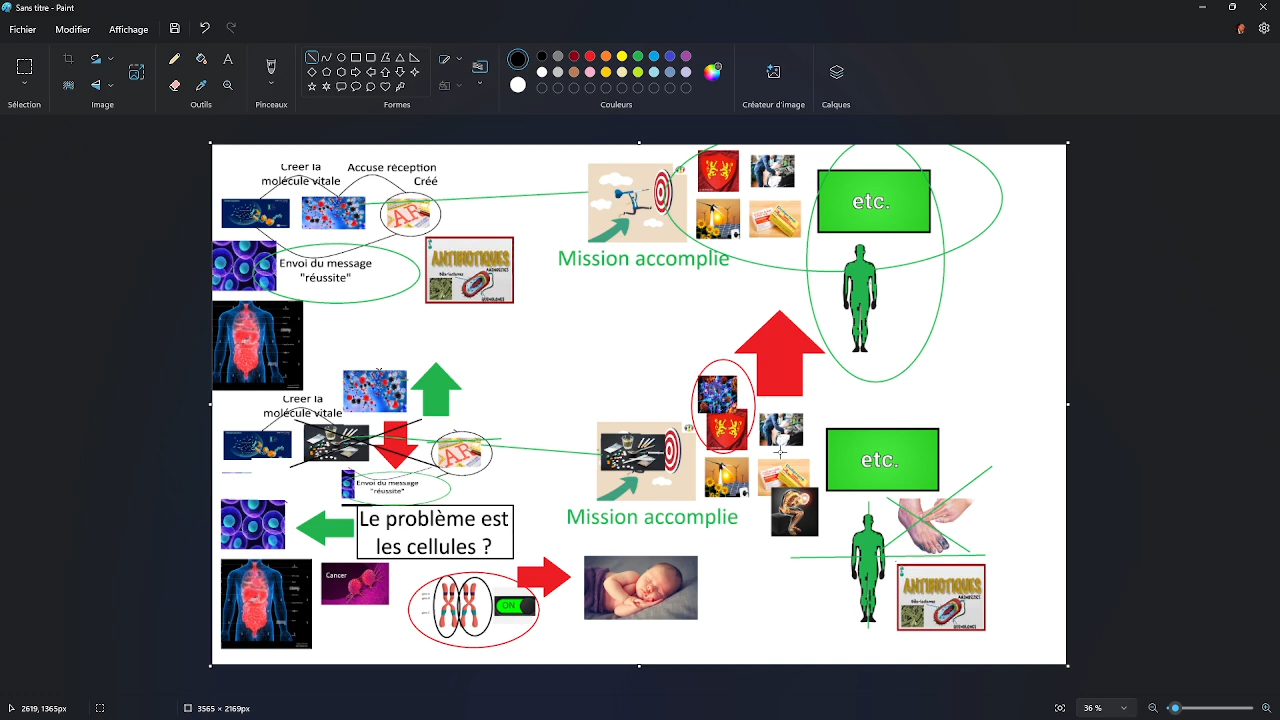 Sans titre - Paint
Fichier
Modifier
Affichage
Sélection
Image
Outils
Pinceaux
Formes
Couleurs
Créateur d'image
Calques
Creer la
molécule vitale
Accuse réception
Créé
AR
Envoi du message
"réussite"
ANTIBIOTIQUES
Mission accomplie
etc.
Creer la
molécule vitale
AR
Envoi du message
"réussite"
etc.
Mission accomplie
Le problème est
les cellules ?
Cancer
ON
ANTIBIOTIQUES
2619, 1365px
3565 × 2169px
36 %